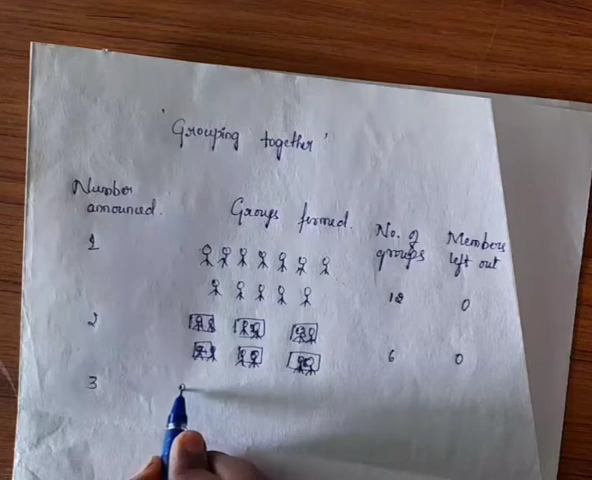 'Grouping together'
Number announced.
Groups formed.
No. of groups
Members left out
1
12
0
2
6
0
3